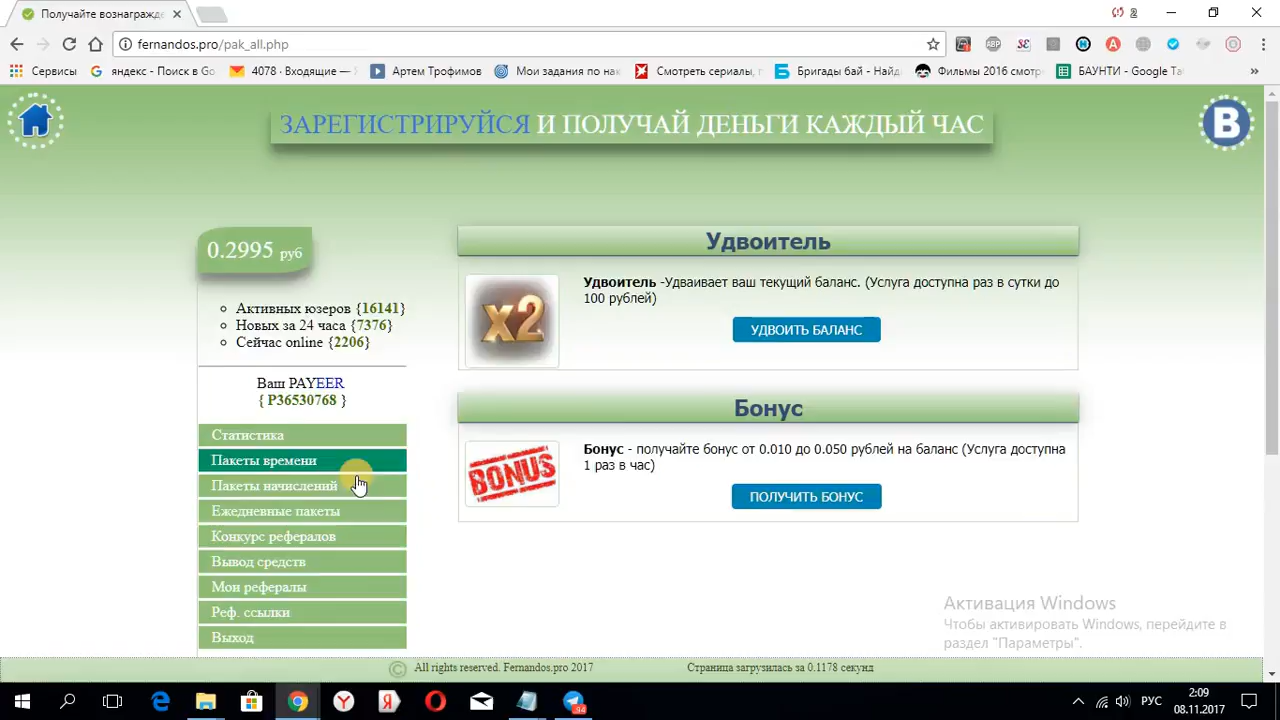 Получайте вознагражде
2
fernandos.pro/pak_all.php
ABP
Сервисы
яндекс - Поиск в Go
4078 · Входящие —
Артем Трофимов
Мои задания по нак
Смотреть сериалы,
Бригады бай - Найд
Фильмы 2016 смотр
БАУНТИ - Google Та
»
ЗАРЕГИСТРИРУЙСЯ И ПОЛУЧАЙ ДЕНЬГИ КАЖДЫЙ ЧАС
B
0.2995 руб
Активных юзеров {16141}
Новых за 24 часа {7376}
Сейчас online {2206}
Ваш PAYEER
{ P36530768 }
Статистика
Пакеты времени
Пакеты начислений
Ежедневные пакеты
Конкурс рефералов
Вывод средств
Мои рефералы
Реф. ссылки
Выход
Удвоитель
x2
Удвоитель -Удваивает ваш текущий баланс. (Услуга доступна раз в сутки до
100 рублей)
УДВОИТЬ БАЛАНС
Бонус
BONUS
Бонус - получайте бонус от 0.010 до 0.050 рублей на баланс (Услуга доступна
1 раз в час)
ПОЛУЧИТЬ БОНУС
Активация Windows
Чтобы активировать Windows, перейдите в
раздел "Параметры".
© All rights reserved. Fernandos.pro 2017
Страница загрузилась за 0.1178 секунд
94
РУС
2:09
08.11.2017